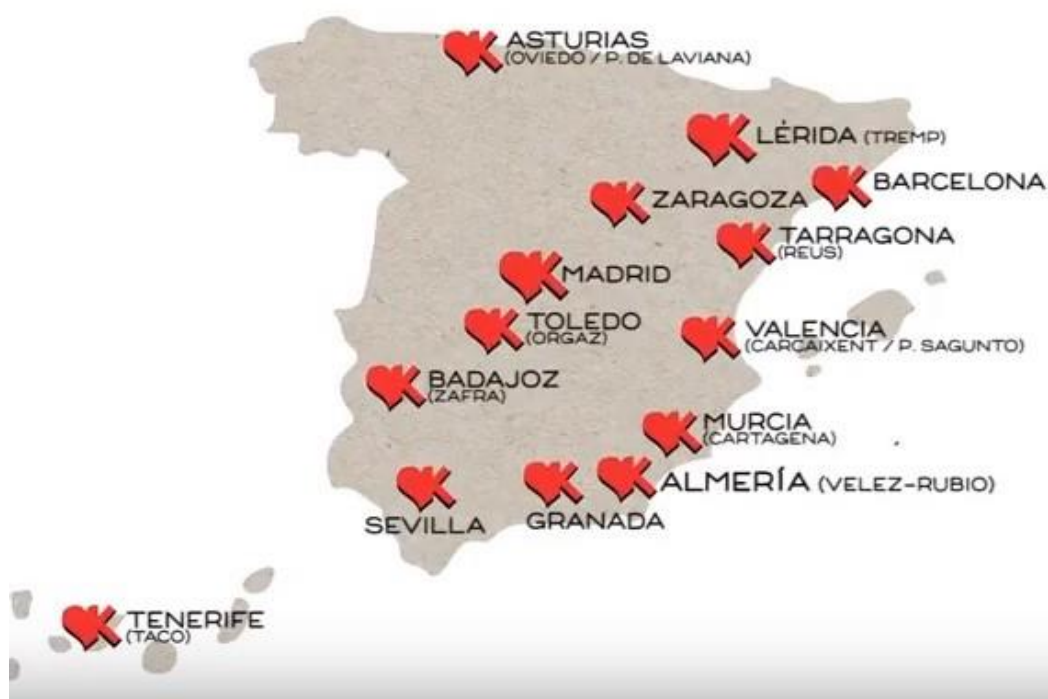 ASTURIAS
(OVIEDO / P. DE LAVIANA)
LÉRIDA (TREMP)
BARCELONA
ZARAGOZA
TARRAGONA
(REUS)
MADRID
TOLEDO
(ORGAZ)
VALENCIA
(CARCAIXENT / P. SAGUNTO)
BADAJOZ
(ZAFRA)
MURCIA
(CARTAGENA)
ALMERÍA (VELEZ-RUBIO)
SEVILLA
GRANADA
TENERIFE
(TACO)